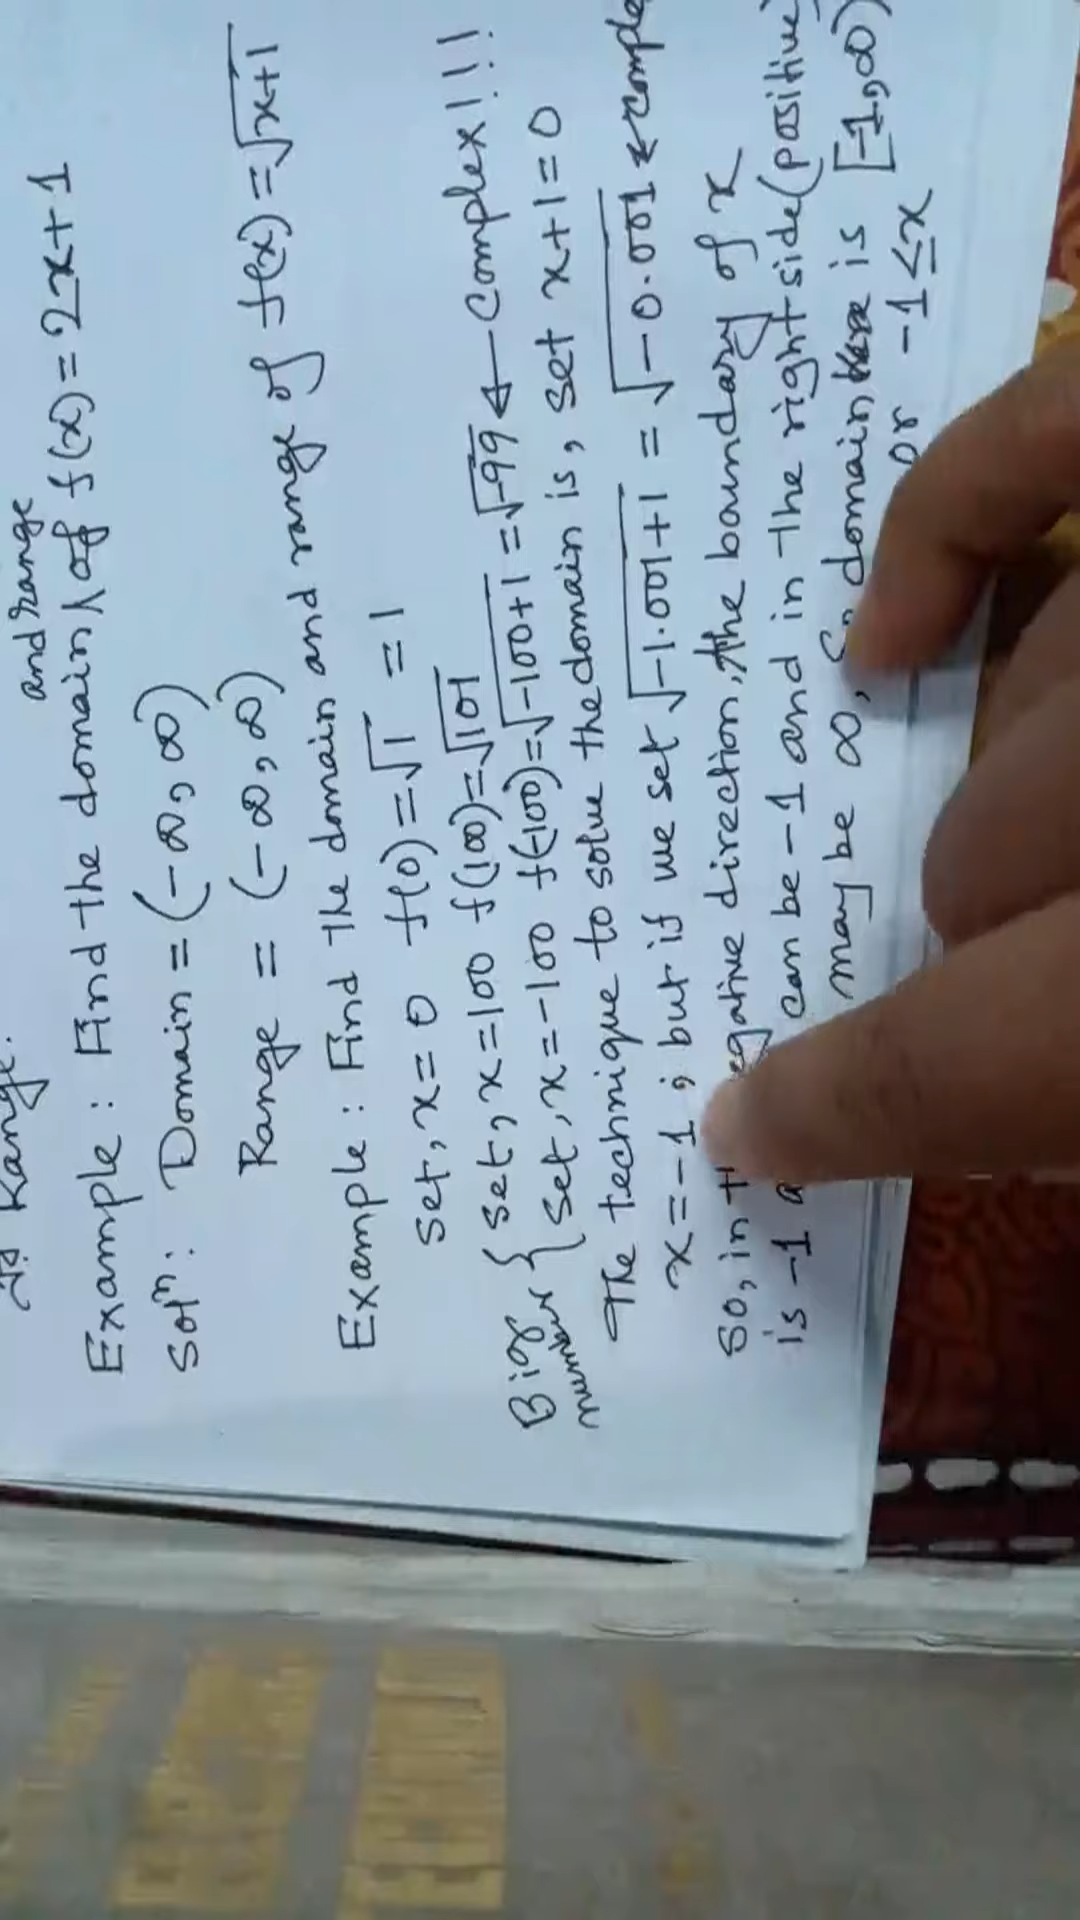 Range.
and range
Example : Find the domain ∧ of f(x) = 2x+1
Solⁿ: Domain = (-∞, ∞)
Range = (-∞, ∞)
Example : Find the domain and range of f(x) = √x+1
set, x = 0 f(0) = √1 = 1
Big { set, x = 100 f(100) = √101
number { set, x = -100 f(-100) = √-100+1 = √-99 ← Complex!!!
The technique to solve the domain is, set x+1 = 0
x = -1 ; but if we set √-1.001+1 = √-0.001 ←
So, in negative direction, the boundary of x
is -1 can be -1 and in the right side (positive)
may be ∞, So domain is [-1, ∞)
or -1 ≤ x